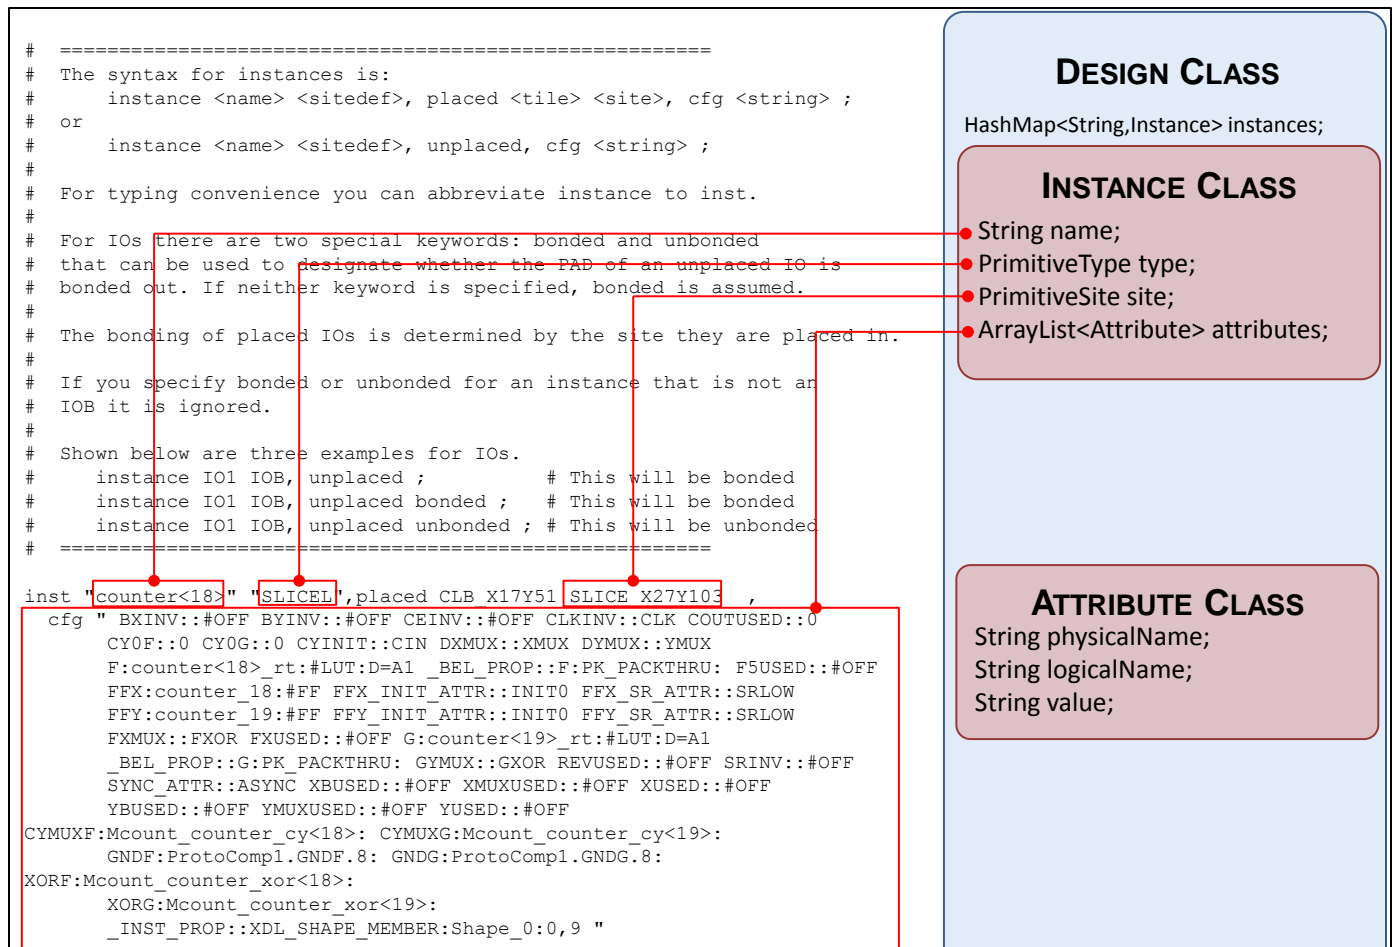 # =======================================================
# The syntax for instances is:
#     instance <name> <sitedef>, placed <tile> <site>, cfg <string> ;
# or
#     instance <name> <sitedef>, unplaced, cfg <string> ;
#
# For typing convenience you can abbreviate instance to inst.
#
# For IOs there are two special keywords: bonded and unbonded
# that can be used to designate whether the PAD of an unplaced IO is
# bonded out. If neither keyword is specified, bonded is assumed.
#
# The bonding of placed IOs is determined by the site they are placed in.
#
# If you specify bonded or unbonded for an instance that is not an
# IOB it is ignored.
#
# Shown below are three examples for IOs.
#    instance IO1 IOB, unplaced ;          # This will be bonded
#    instance IO1 IOB, unplaced bonded ;   # This will be bonded
#    instance IO1 IOB, unplaced unbonded ; # This will be unbonded
# =======================================================
inst "counter<18>" "SLICEL",placed CLB_X17Y51 SLICE_X27Y103  ,
  cfg " BXINV::#OFF BYINV::#OFF CEINV::#OFF CLKINV::CLK COUTUSED::0
       CY0F::0 CY0G::0 CYINIT::CIN DXMUX::XMUX DYMUX::YMUX
       F:counter<18>_rt:#LUT:D=A1 _BEL_PROP::F:PK_PACKTHRU: F5USED::#OFF
       FFX:counter_18:#FF FFX_INIT_ATTR::INIT0 FFX_SR_ATTR::SRLOW
       FFY:counter_19:#FF FFY_INIT_ATTR::INIT0 FFY_SR_ATTR::SRLOW
       FXMUX::FXOR FXUSED::#OFF G:counter<19>_rt:#LUT:D=A1
       _BEL_PROP::G:PK_PACKTHRU: GYMUX::GXOR REVUSED::#OFF SRINV::#OFF
       SYNC_ATTR::ASYNC XBUSED::#OFF XMUXUSED::#OFF XUSED::#OFF
       YBUSED::#OFF YMUXUSED::#OFF YUSED::#OFF
CYMUXF:Mcount_counter_cy<18>: CYMUXG:Mcount_counter_cy<19>:
       GNDF:ProtoComp1.GNDF.8: GNDG:ProtoComp1.GNDG.8:
XORF:Mcount_counter_xor<18>:
       XORG:Mcount_counter_xor<19>:
       _INST_PROP::XDL_SHAPE_MEMBER:Shape_0:0,9 "
DESIGN CLASS
HashMap<String,Instance> instances;
INSTANCE CLASS
String name;
PrimitiveType type;
PrimitiveSite site;
ArrayList<Attribute> attributes;
ATTRIBUTE CLASS
String physicalName;
String logicalName;
String value;